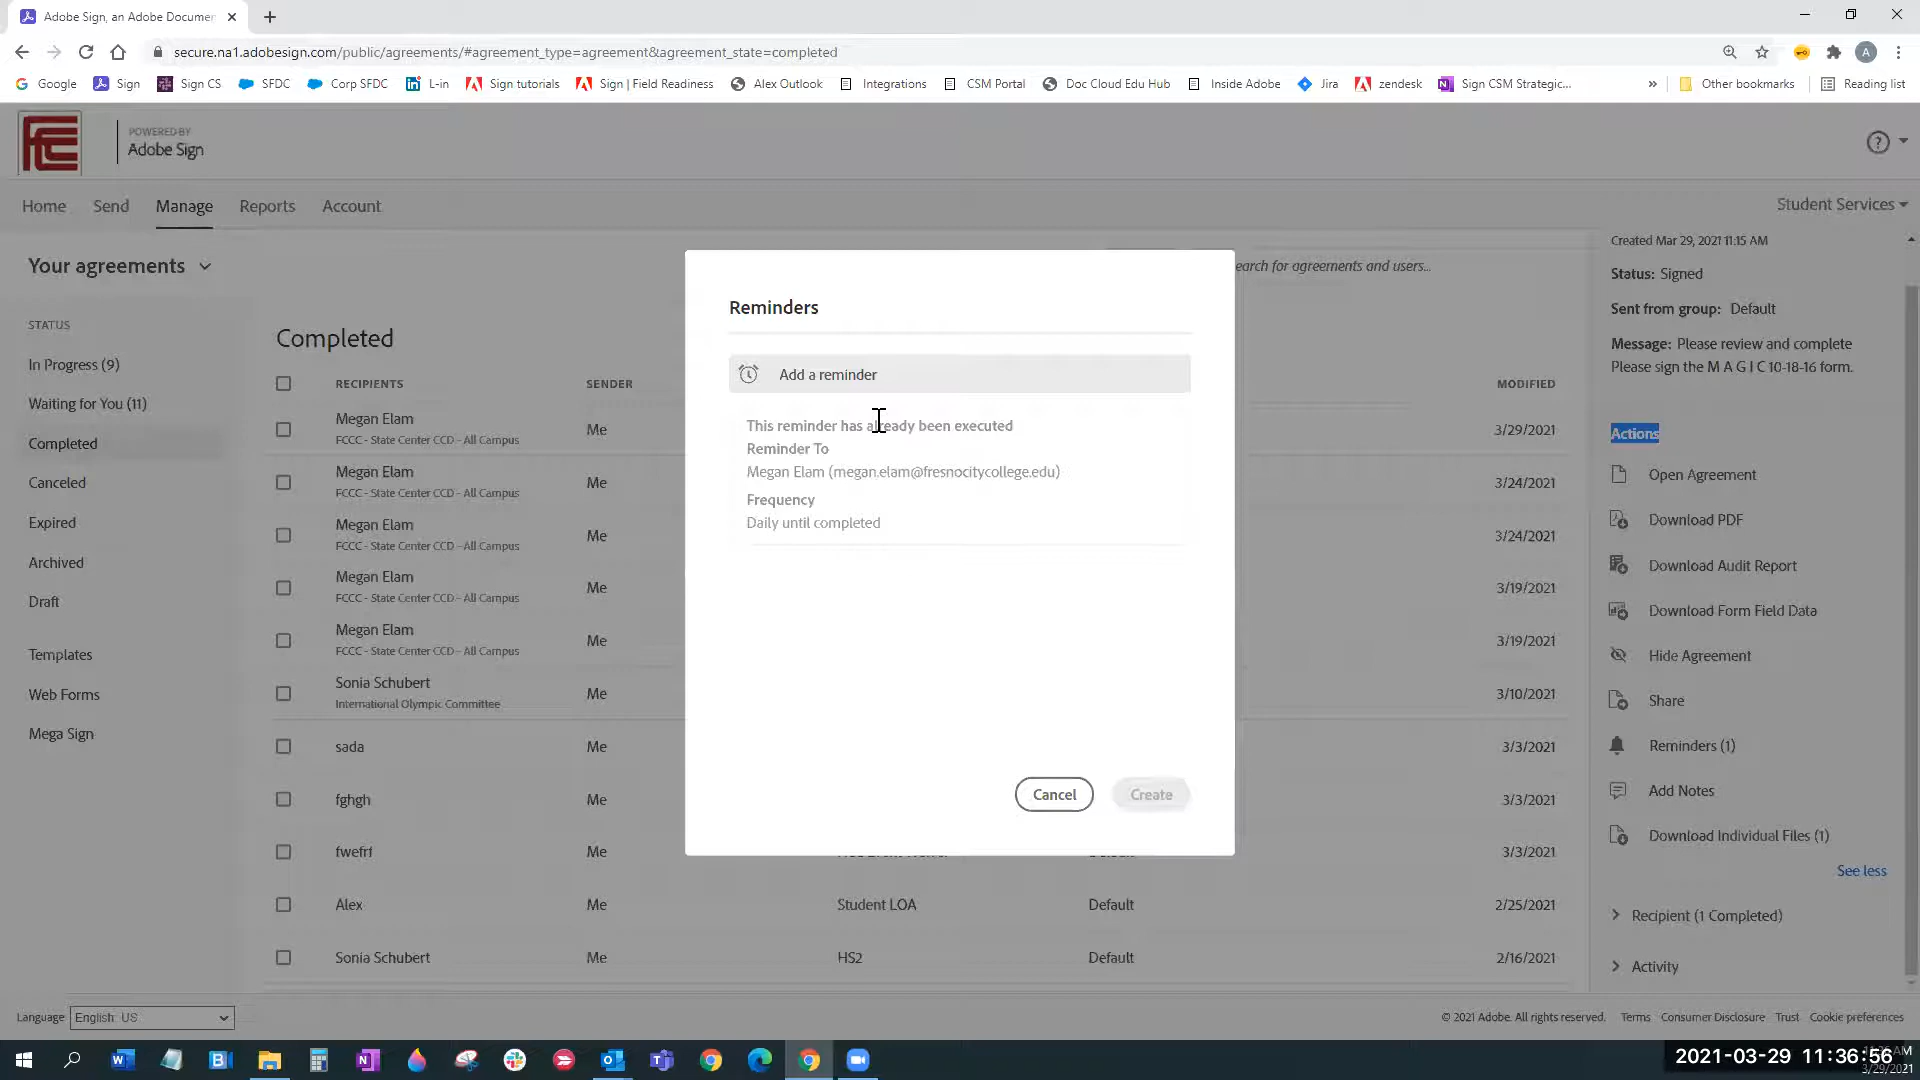 Adobe Sign, an Adobe Documen
secure.na1.adobesign.com/public/agreements/#agreement_type=agreement&agreement_state=completed
A
Google Sign Sign CS SFDC Corp SFDC L-in Sign tutorials Sign | Field Readiness Alex Outlook Integrations CSM Portal Doc Cloud Edu Hub Inside Adobe Jira zendesk Sign CSM Strategic... » Other bookmarks Reading list
POWERED BY
Adobe Sign
Home Send Manage Reports Account
Student Services
Your agreements
earch for agreements and users...
STATUS
In Progress (9)
Waiting for You (11)
Completed
Canceled
Expired
Archived
Draft
Templates
Web Forms
Mega Sign
Completed
RECIPIENTS SENDER MODIFIED
Megan Elam Me 3/29/2021
FCCC - State Center CCD - All Campus
Megan Elam Me 3/24/2021
FCCC - State Center CCD - All Campus
Megan Elam Me 3/24/2021
FCCC - State Center CCD - All Campus
Megan Elam Me 3/19/2021
FCCC - State Center CCD - All Campus
Megan Elam Me 3/19/2021
FCCC - State Center CCD - All Campus
Sonia Schubert Me 3/10/2021
International Olympic Committee
sada Me 3/3/2021
fghgh Me 3/3/2021
fwefrf Me Default 3/3/2021
Alex Me Student LOA Default 2/25/2021
Sonia Schubert Me HS2 Default 2/16/2021
Reminders
Add a reminder
This reminder has already been executed
Reminder To
Megan Elam (megan.elam@fresnocitycollege.edu)
Frequency
Daily until completed
Cancel Create
Created Mar 29, 2021 11:15 AM
Status: Signed
Sent from group: Default
Message: Please review and complete
Please sign the M A G I C 10-18-16 form.
Actions
Open Agreement
Download PDF
Download Audit Report
Download Form Field Data
Hide Agreement
Share
Reminders (1)
Add Notes
Download Individual Files (1)
See less
Recipient (1 Completed)
Activity
Language English: US
© 2021 Adobe. All rights reserved. Terms Consumer Disclosure Trust Cookie preferences
2021-03-29 11:36:56
3/29/2021